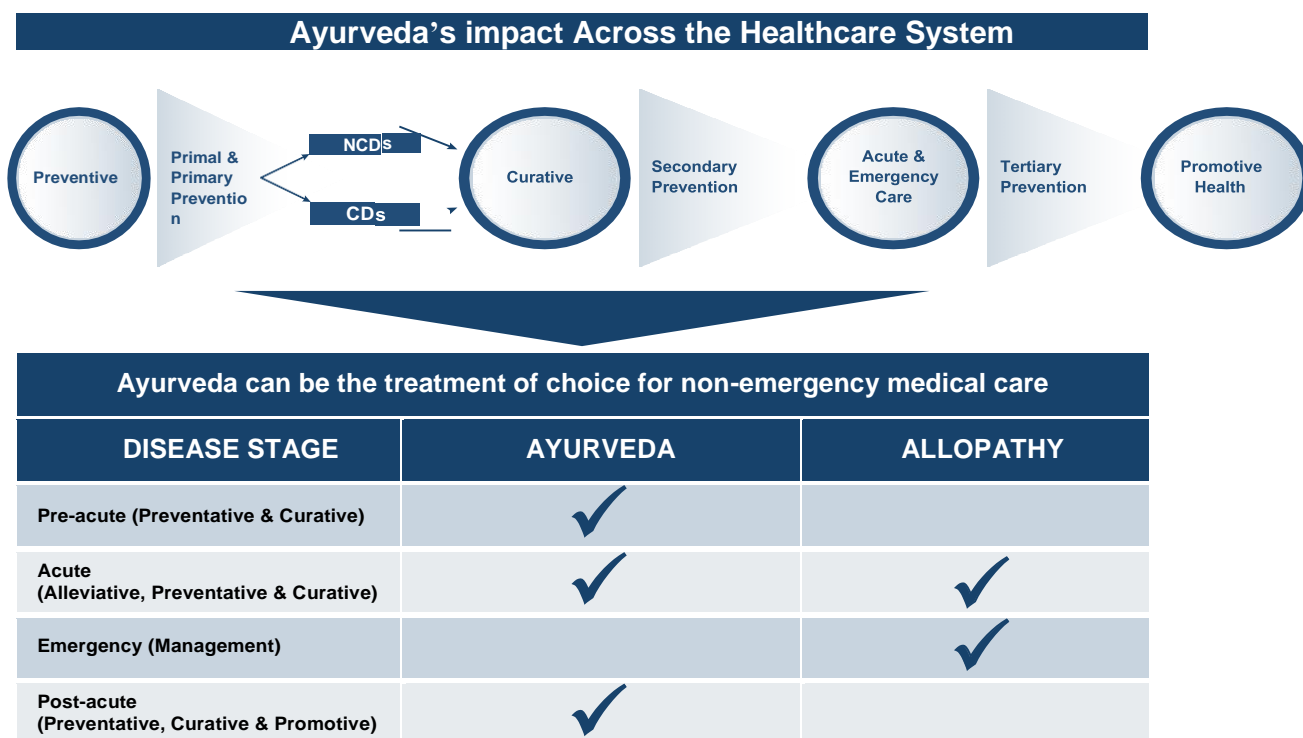 Ayurveda’s impact Across the Healthcare System
Preventive
Primal &
Primary
Preventio
n
NCDs
CDs
Curative
Secondary
Prevention
Acute &
Emergency
Care
Tertiary
Prevention
Promotive
Health
Ayurveda can be the treatment of choice for non-emergency medical care
DISEASE STAGE AYURVEDA ALLOPATHY
Pre-acute (Preventative & Curative)
Acute
(Alleviative, Preventative & Curative)
Emergency (Management)
Post-acute
(Preventative, Curative & Promotive)